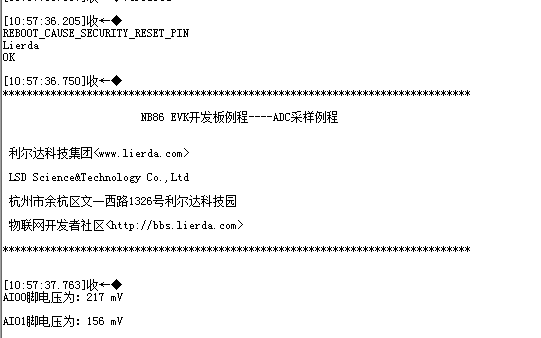 [10:57:36.205]收←◆
REBOOT_CAUSE_SECURITY_RESET_PIN
Lierda
OK
[10:57:36.750]收←◆
******************************************************************************
NB86 EVK开发板例程----ADC采样例程
利尔达科技集团<www.lierda.com>
LSD Science&Technology Co.,Ltd
杭州市余杭区文一西路1326号利尔达科技园
物联网开发者社区<http://bbs.lierda.com>
******************************************************************************
[10:57:37.763]收←◆
AIO0脚电压为：217 mV
AIO1脚电压为：156 mV